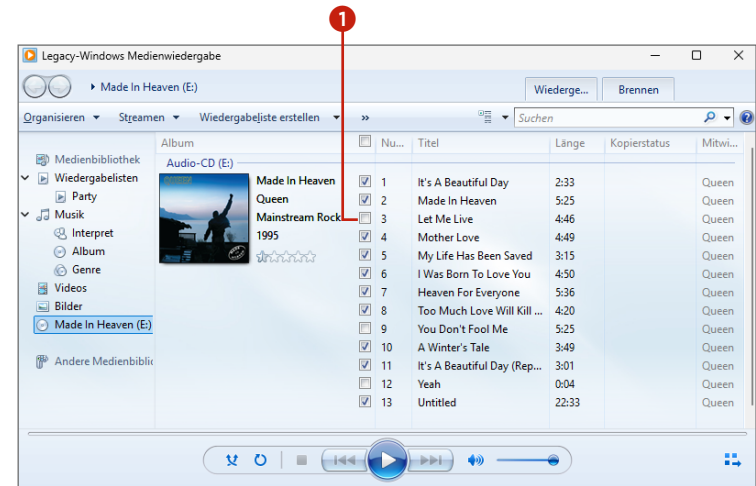 1
Legacy-Windows Medienwiedergabe
Made In Heaven (E:)
Wiederge... Brennen
Organisieren Streamen Wiedergabeliste erstellen » Suchen
Album Nu... Titel Länge Kopierstatus Mitwi...
Medienbibliothek
Wiedergabelisten
Party
Musik
Interpret
Album
Genre
Videos
Bilder
Made In Heaven (E:)
Andere Medienbiblio
Audio-CD (E:)
Made In Heaven
Queen
Mainstream Rock
1995
1 It's A Beautiful Day 2:33 Queen
2 Made In Heaven 5:25 Queen
3 Let Me Live 4:46 Queen
4 Mother Love 4:49 Queen
5 My Life Has Been Saved 3:15 Queen
6 I Was Born To Love You 4:50 Queen
7 Heaven For Everyone 5:36 Queen
8 Too Much Love Will Kill ... 4:20 Queen
9 You Don't Fool Me 5:25 Queen
10 A Winter's Tale 3:49 Queen
11 It's A Beautiful Day (Rep... 3:01 Queen
12 Yeah 0:04 Queen
13 Untitled 22:33 Queen